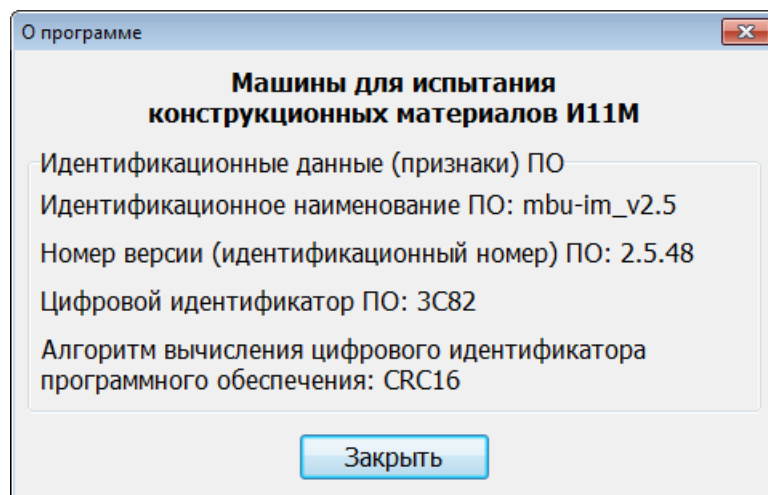 О программе
Машины для испытания
конструкционных материалов И11М
Идентификационные данные (признаки) ПО
Идентификационное наименование ПО: mbu-im_v2.5
Номер версии (идентификационный номер) ПО: 2.5.48
Цифровой идентификатор ПО: 3C82
Алгоритм вычисления цифрового идентификатора
программного обеспечения: CRC16
Закрыть